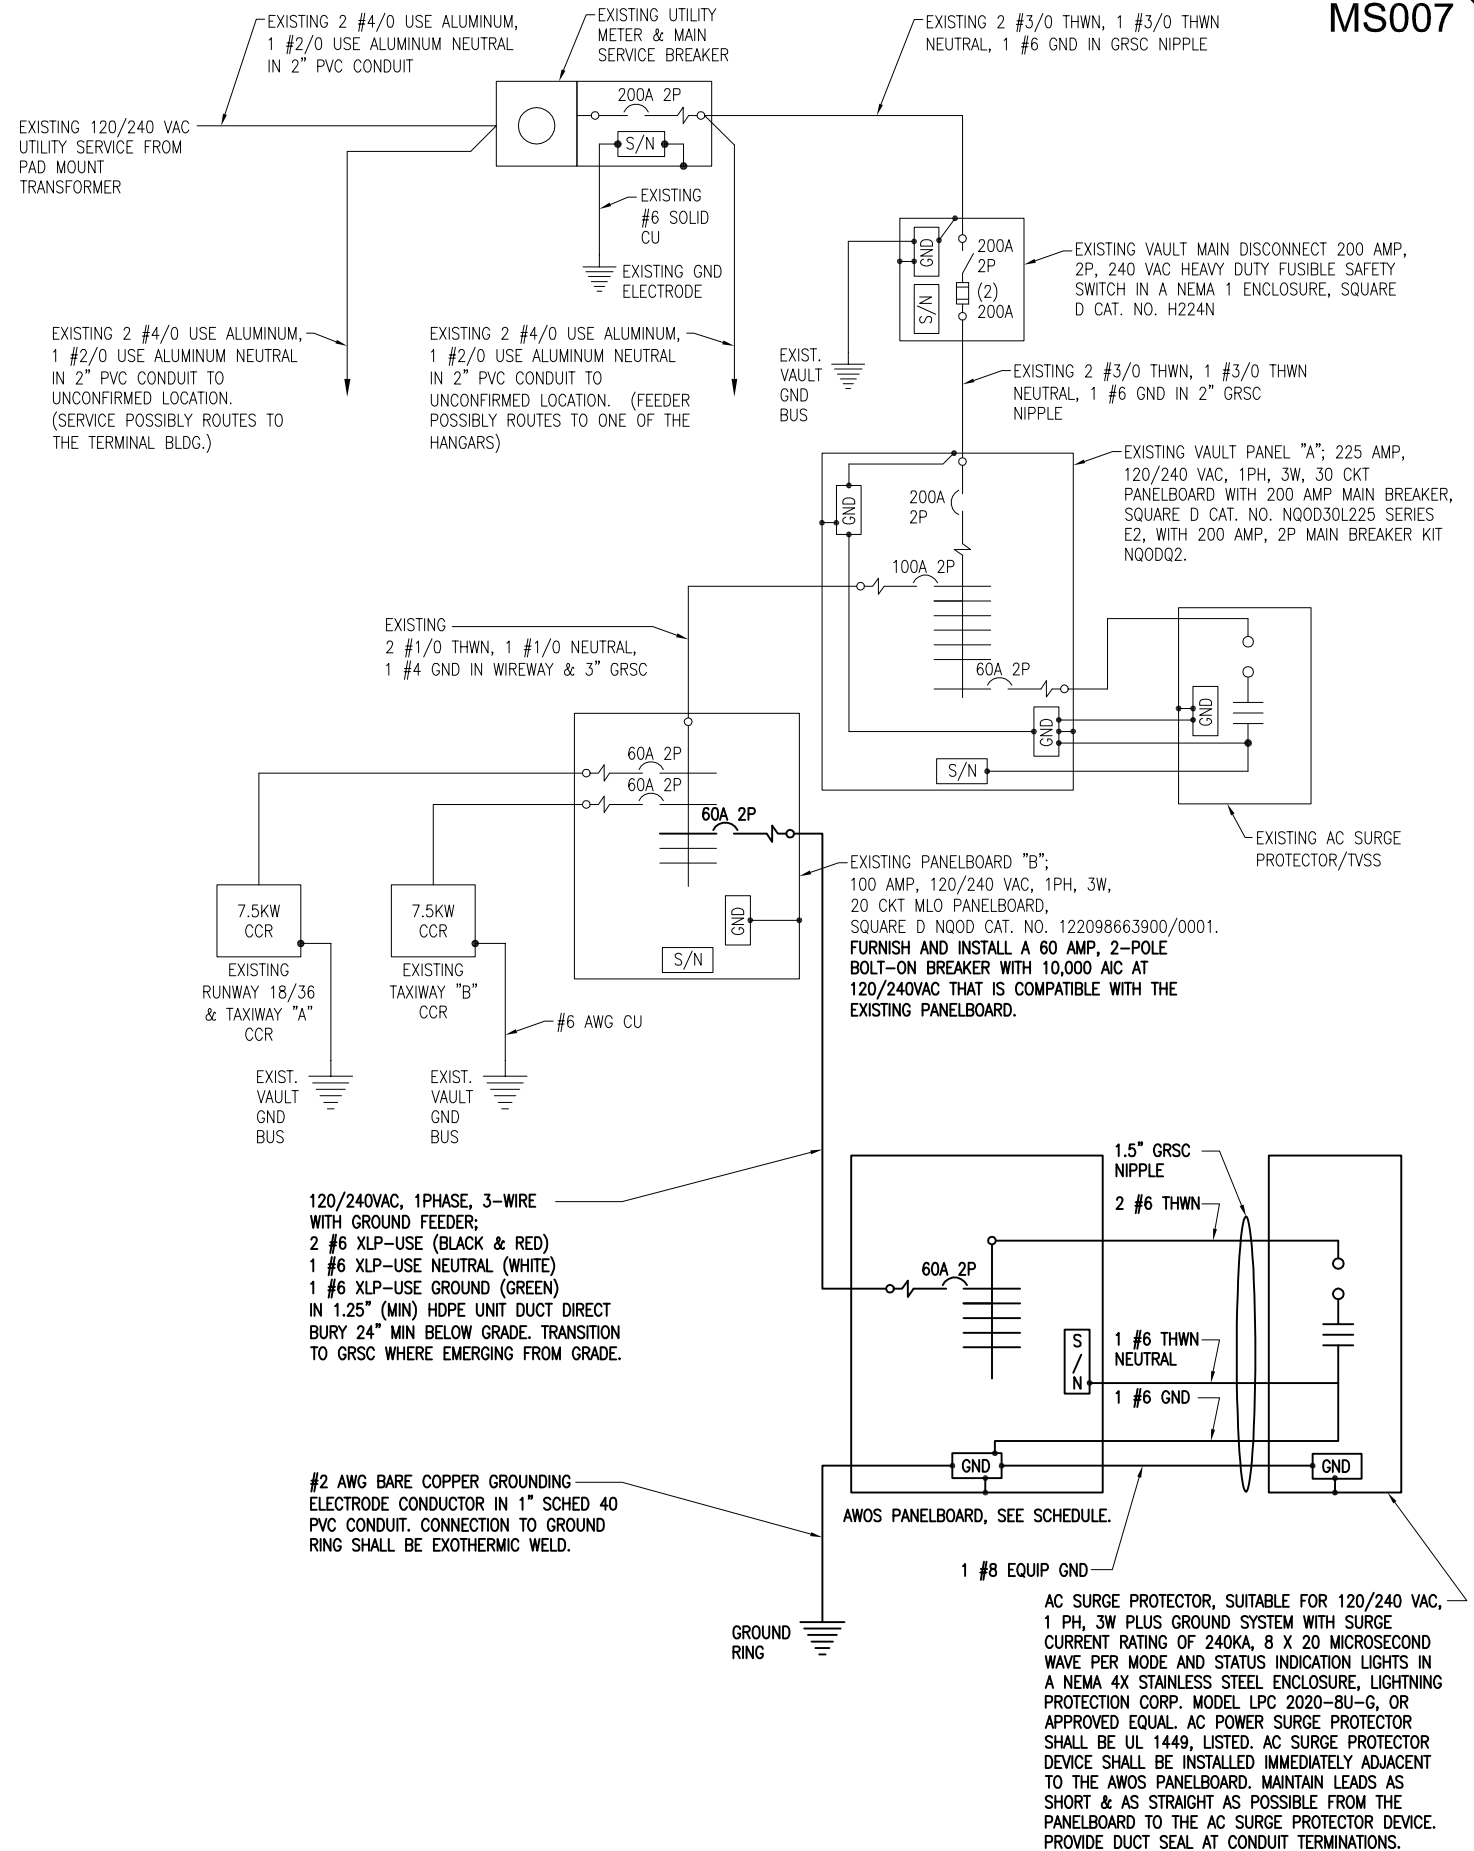 MS007
EXISTING 2 #4/0 USE ALUMINUM,
1 #2/0 USE ALUMINUM NEUTRAL
IN 2" PVC CONDUIT
EXISTING UTILITY
METER & MAIN
SERVICE BREAKER
EXISTING 2 #3/0 THWN, 1 #3/0 THWN
NEUTRAL, 1 #6 GND IN GRSC NIPPLE
EXISTING 120/240 VAC
UTILITY SERVICE FROM
PAD MOUNT
TRANSFORMER
200A 2P
S/N
EXISTING
#6 SOLID
CU
EXISTING GND
ELECTRODE
GND
S/N
200A
2P
(2)
200A
EXISTING VAULT MAIN DISCONNECT 200 AMP,
2P, 240 VAC HEAVY DUTY FUSIBLE SAFETY
SWITCH IN A NEMA 1 ENCLOSURE, SQUARE
D CAT. NO. H224N
EXISTING 2 #4/0 USE ALUMINUM,
1 #2/0 USE ALUMINUM NEUTRAL
IN 2" PVC CONDUIT TO
UNCONFIRMED LOCATION.
(SERVICE POSSIBLY ROUTES TO
THE TERMINAL BLDG.)
EXISTING 2 #4/0 USE ALUMINUM,
1 #2/0 USE ALUMINUM NEUTRAL
IN 2" PVC CONDUIT TO
UNCONFIRMED LOCATION. (FEEDER
POSSIBLY ROUTES TO ONE OF THE
HANGARS)
EXIST.
VAULT
GND
BUS
EXISTING 2 #3/0 THWN, 1 #3/0 THWN
NEUTRAL, 1 #6 GND IN 2" GRSC
NIPPLE
EXISTING VAULT PANEL "A"; 225 AMP,
120/240 VAC, 1PH, 3W, 30 CKT
PANELBOARD WITH 200 AMP MAIN BREAKER,
SQUARE D CAT. NO. NQOD30L225 SERIES
E2, WITH 200 AMP, 2P MAIN BREAKER KIT
NQODQ2.
GND
200A
2P
100A 2P
60A 2P
GND
S/N
GND
EXISTING AC SURGE
PROTECTOR/TVSS
EXISTING
2 #1/0 THWN, 1 #1/0 NEUTRAL,
1 #4 GND IN WIREWAY & 3" GRSC
60A 2P
60A 2P
60A 2P
GND
S/N
EXISTING PANELBOARD "B";
100 AMP, 120/240 VAC, 1PH, 3W,
20 CKT MLO PANELBOARD,
SQUARE D NQOD CAT. NO. 122098663900/0001.
FURNISH AND INSTALL A 60 AMP, 2-POLE
BOLT-ON BREAKER WITH 10,000 AIC AT
120/240VAC THAT IS COMPATIBLE WITH THE
EXISTING PANELBOARD.
7.5KW
CCR
EXISTING
RUNWAY 18/36
& TAXIWAY "A"
CCR
7.5KW
CCR
EXISTING
TAXIWAY "B"
CCR
#6 AWG CU
EXIST.
VAULT
GND
BUS
EXIST.
VAULT
GND
BUS
120/240VAC, 1PHASE, 3-WIRE
WITH GROUND FEEDER;
2 #6 XLP-USE (BLACK & RED)
1 #6 XLP-USE NEUTRAL (WHITE)
1 #6 XLP-USE GROUND (GREEN)
IN 1.25" (MIN) HDPE UNIT DUCT DIRECT
BURY 24" MIN BELOW GRADE. TRANSITION
TO GRSC WHERE EMERGING FROM GRADE.
1.5" GRSC
NIPPLE
2 #6 THWN
60A 2P
S
/
N
1 #6 THWN
NEUTRAL
1 #6 GND
GND
GND
#2 AWG BARE COPPER GROUNDING
ELECTRODE CONDUCTOR IN 1" SCHED 40
PVC CONDUIT. CONNECTION TO GROUND
RING SHALL BE EXOTHERMIC WELD.
AWOS PANELBOARD, SEE SCHEDULE.
1 #8 EQUIP GND
GROUND
RING
AC SURGE PROTECTOR, SUITABLE FOR 120/240 VAC,
1 PH, 3W PLUS GROUND SYSTEM WITH SURGE
CURRENT RATING OF 240KA, 8 X 20 MICROSECOND
WAVE PER MODE AND STATUS INDICATION LIGHTS IN
A NEMA 4X STAINLESS STEEL ENCLOSURE, LIGHTNING
PROTECTION CORP. MODEL LPC 2020-8U-G, OR
APPROVED EQUAL. AC POWER SURGE PROTECTOR
SHALL BE UL 1449, LISTED. AC SURGE PROTECTOR
DEVICE SHALL BE INSTALLED IMMEDIATELY ADJACENT
TO THE AWOS PANELBOARD. MAINTAIN LEADS AS
SHORT & AS STRAIGHT AS POSSIBLE FROM THE
PANELBOARD TO THE AC SURGE PROTECTOR DEVICE.
PROVIDE DUCT SEAL AT CONDUIT TERMINATIONS.